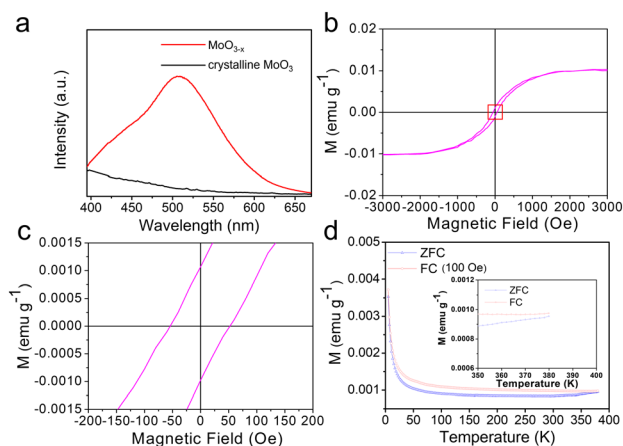 a
MoO3-x
crystalline MoO3
Intensity (a.u.)
400 450 500 550 600 650
Wavelength (nm)
b
M (emu g-1)
0.02
0.01
0.00
-0.01
-0.02
-3000 -2000 -1000 0 1000 2000 3000
Magnetic Field (Oe)
c
M (emu g-1)
0.0015
0.0010
0.0005
0.0000
-0.0005
-0.0010
-0.0015
-200 -150 -100 -50 0 50 100 150 200
Magnetic Field (Oe)
d
M (emu g-1)
0.005
0.004
0.003
0.002
0.001
0 50 100 150 200 250 300 350 400
Temperature (K)
ZFC
FC (100 Oe)
M (emu g-1)
0.0012
0.0010
0.0008
0.0006
350 360 370 380 390 400
Temperature (K)
ZFC
FC